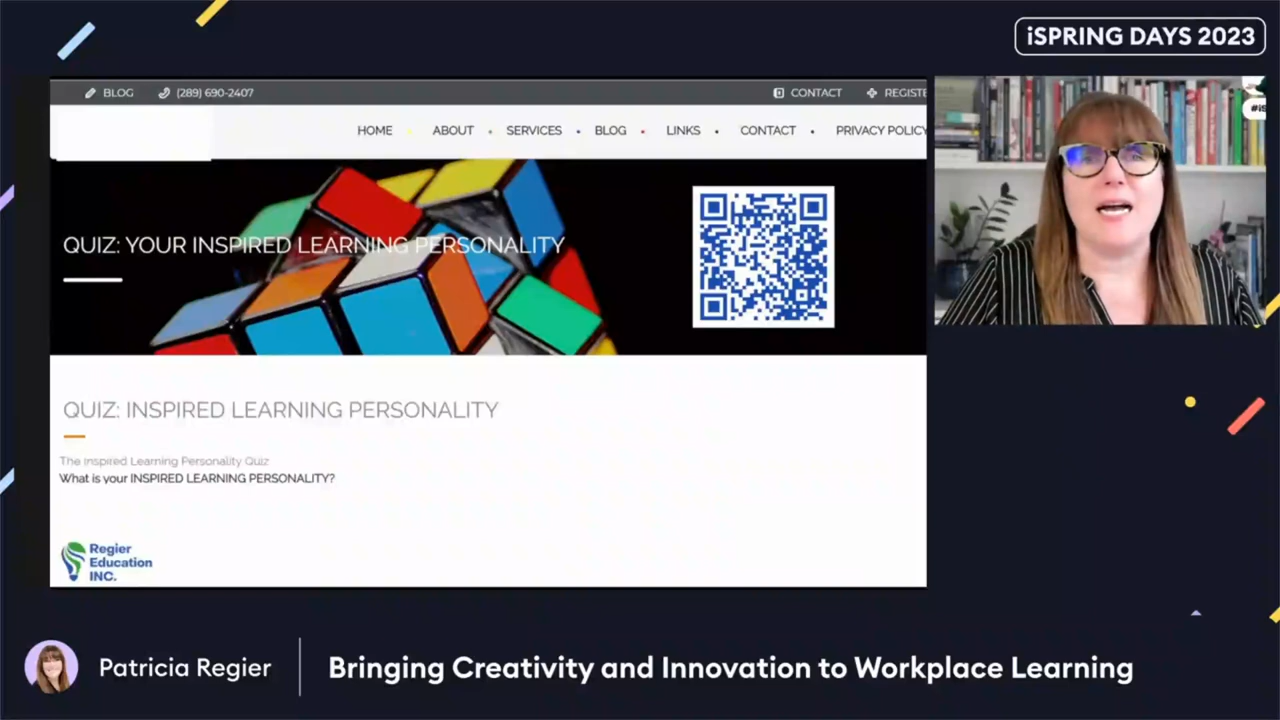 iSPRING DAYS 2023
BLOG (289) 690-2407 CONTACT
HOME ABOUT SERVICES BLOG LINKS CONTACT PRIVACY POLICY
QUIZ: YOUR INSPIRED LEARNING PERSONALITY
QUIZ: INSPIRED LEARNING PERSONALITY
The Inspired Learning Personality Quiz
What is your INSPIRED LEARNING PERSONALITY?
Regier
Education
INC.
Patricia Regier
Bringing Creativity and Innovation to Workplace Learning